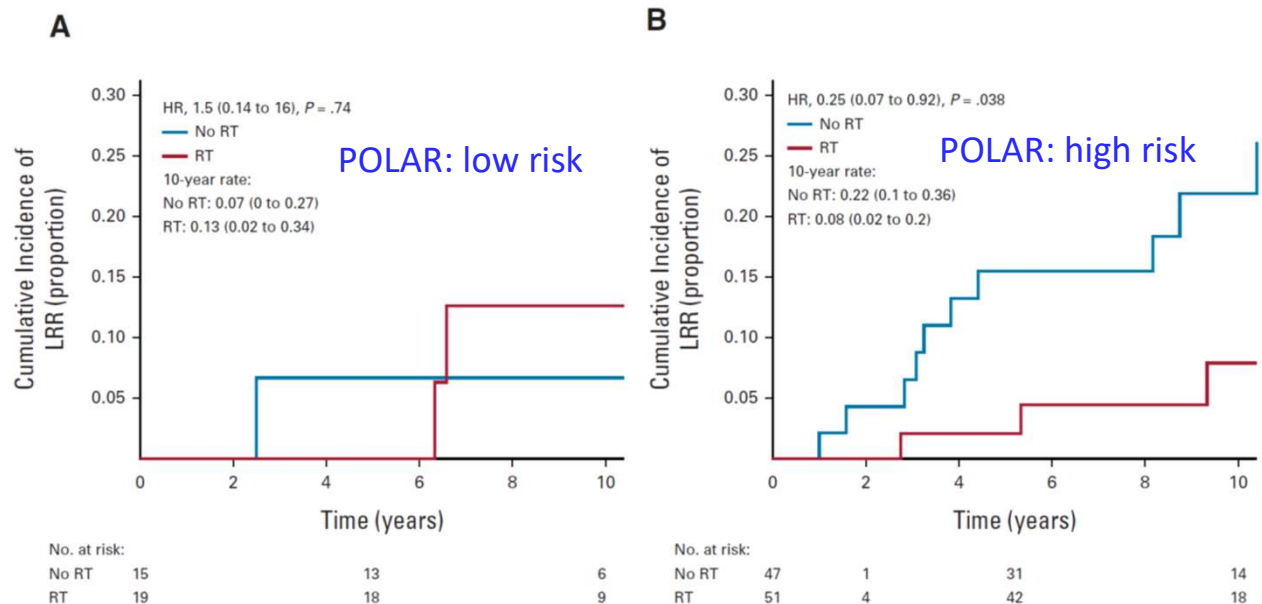 A
Cumulative Incidence of
LRR (proportion)
0.30
0.25
0.20
0.15
0.10
0.05
HR, 1.5 (0.14 to 16), P = .74
No RT
RT
10-year rate:
No RT: 0.07 (0 to 0.27)
RT: 0.13 (0.02 to 0.34)
POLAR: low risk
0 2 4 6 8 10
Time (years)
No. at risk:
No RT 15 13 6
RT 19 18 9
B
Cumulative Incidence of
LRR (proportion)
0.30
0.25
0.20
0.15
0.10
0.05
HR, 0.25 (0.07 to 0.92), P = .038
No RT
RT
10-year rate:
No RT: 0.22 (0.1 to 0.36)
RT: 0.08 (0.02 to 0.2)
POLAR: high risk
0 2 4 6 8 10
Time (years)
No. at risk:
No RT 47 1 31 14
RT 51 4 42 18